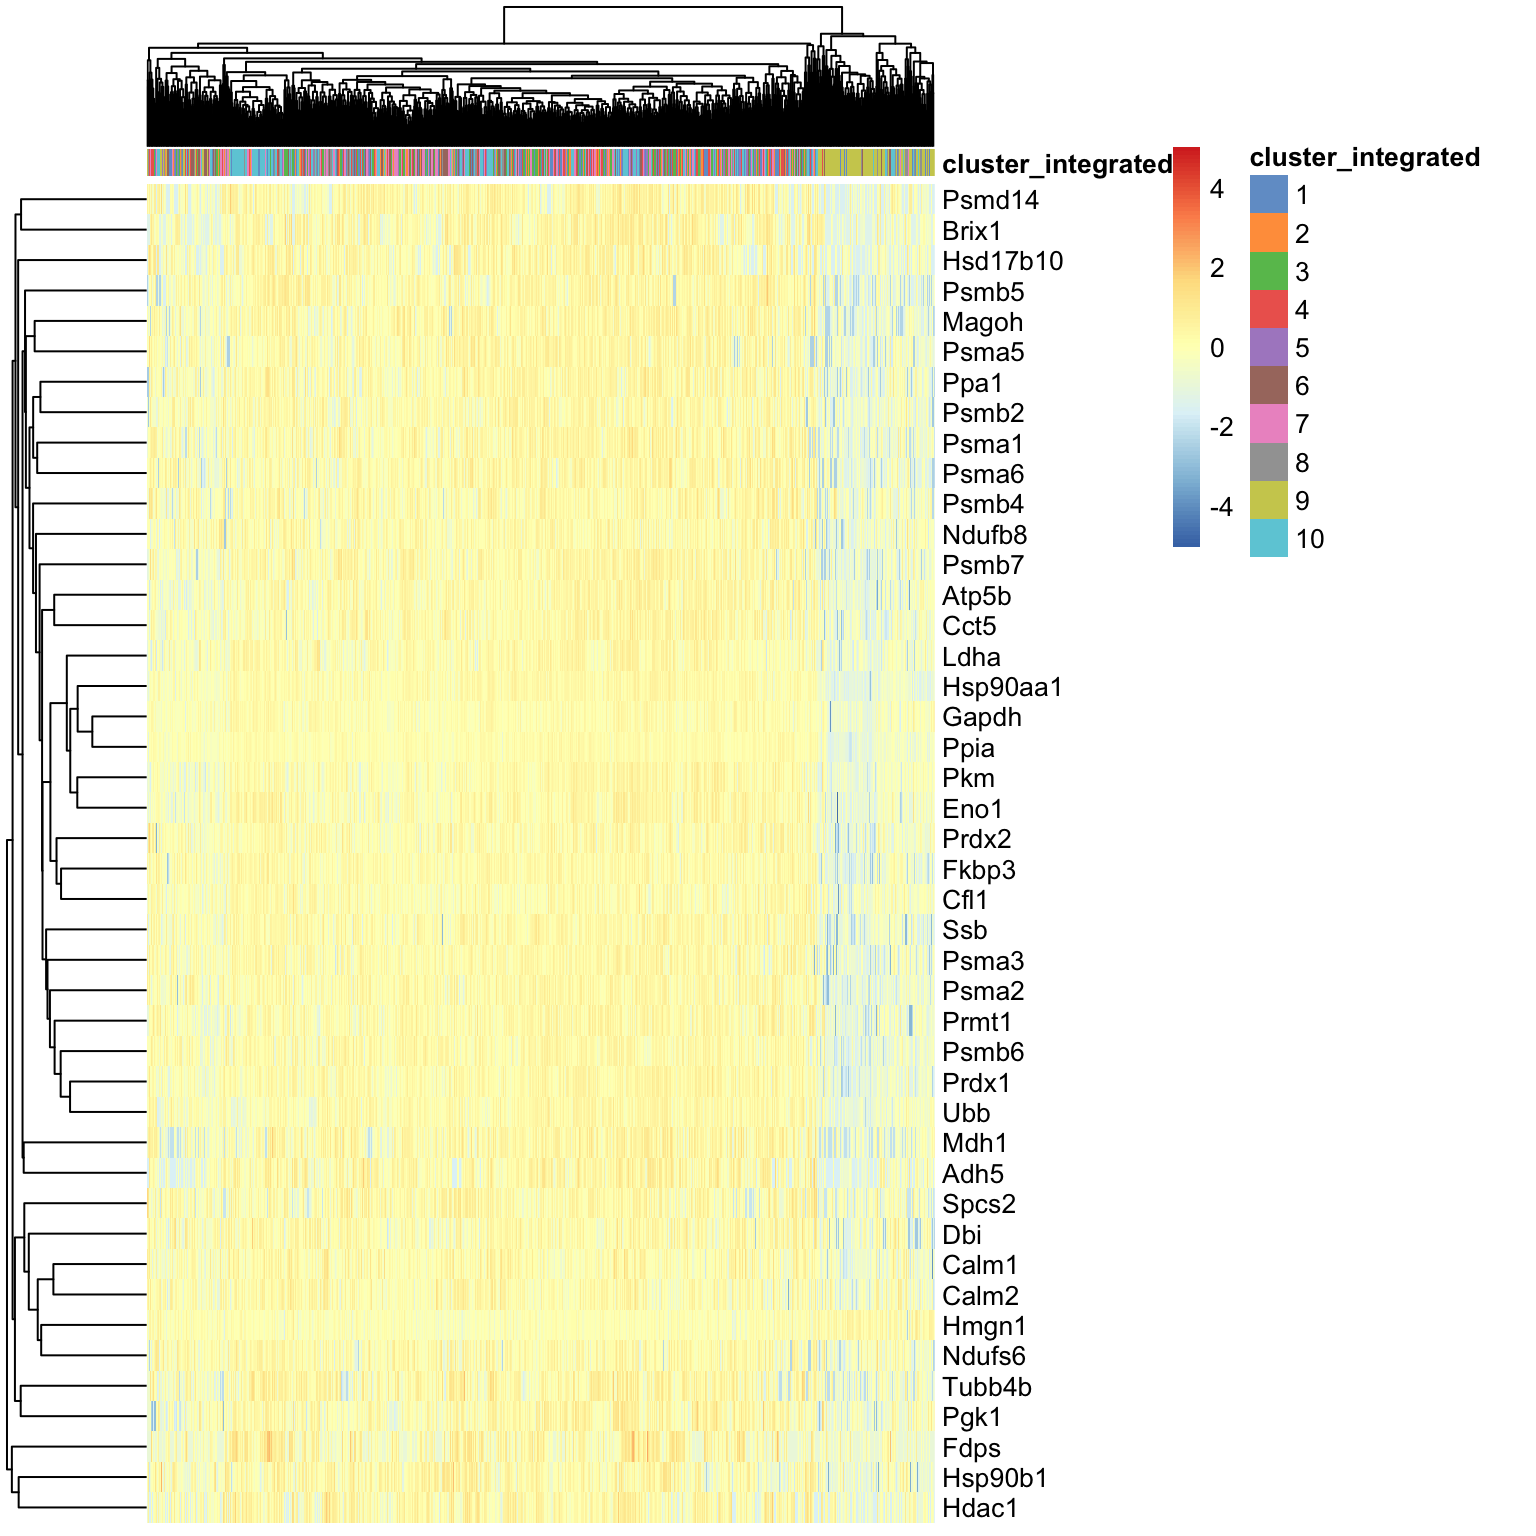 cluster_integrated
Psmd14
Brix1
Hsd17b10
Psmb5
Magoh
Psma5
Ppa1
Psmb2
Psma1
Psma6
Psmb4
Ndufb8
Psmb7
Atp5b
Cct5
Ldha
Hsp90aa1
Gapdh
Ppia
Pkm
Eno1
Prdx2
Fkbp3
Cfl1
Ssb
Psma3
Psma2
Prmt1
Psmb6
Prdx1
Ubb
Mdh1
Adh5
Spcs2
Dbi
Calm1
Calm2
Hmgn1
Ndufs6
Tubb4b
Pgk1
Fdps
Hsp90b1
Hdac1
4
2
0
-2
-4
cluster_integrated
1
2
3
4
5
6
7
8
9
10